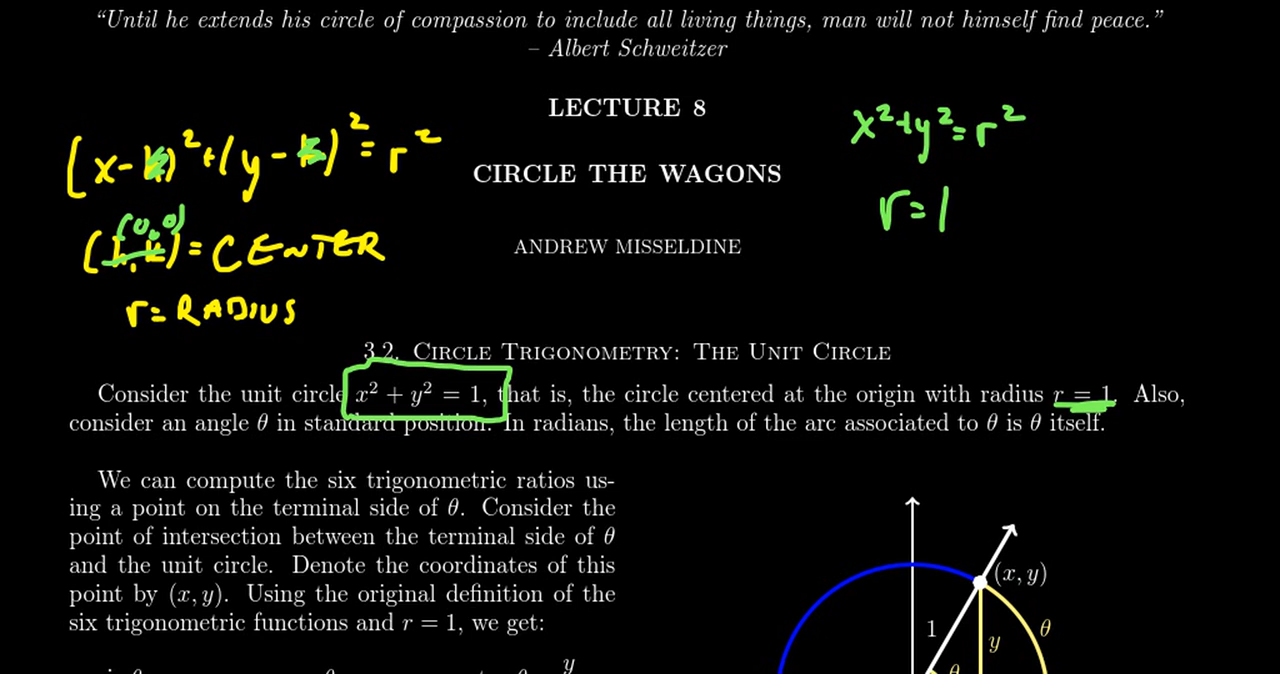 “Until he extends his circle of compassion to include all living things, man will not himself find peace.”
– Albert Schweitzer
LECTURE 8
CIRCLE THE WAGONS
ANDREW MISSELDINE
(x-h)²+(y-k)²=r²
(0,0)
(h,k)=CENTER
r=RADIUS
x²+y²=r²
r=1
3.2. Circle Trigonometry: The Unit Circle
Consider the unit circle x² + y² = 1, that is, the circle centered at the origin with radius r = 1. Also,
consider an angle θ in standard position. In radians, the length of the arc associated to θ is θ itself.
We can compute the six trigonometric ratios us-
ing a point on the terminal side of θ. Consider the
point of intersection between the terminal side of θ
and the unit circle. Denote the coordinates of this
point by (x, y). Using the original definition of the
six trigonometric functions and r = 1, we get:
y
(x, y)
1
y
θ
θ